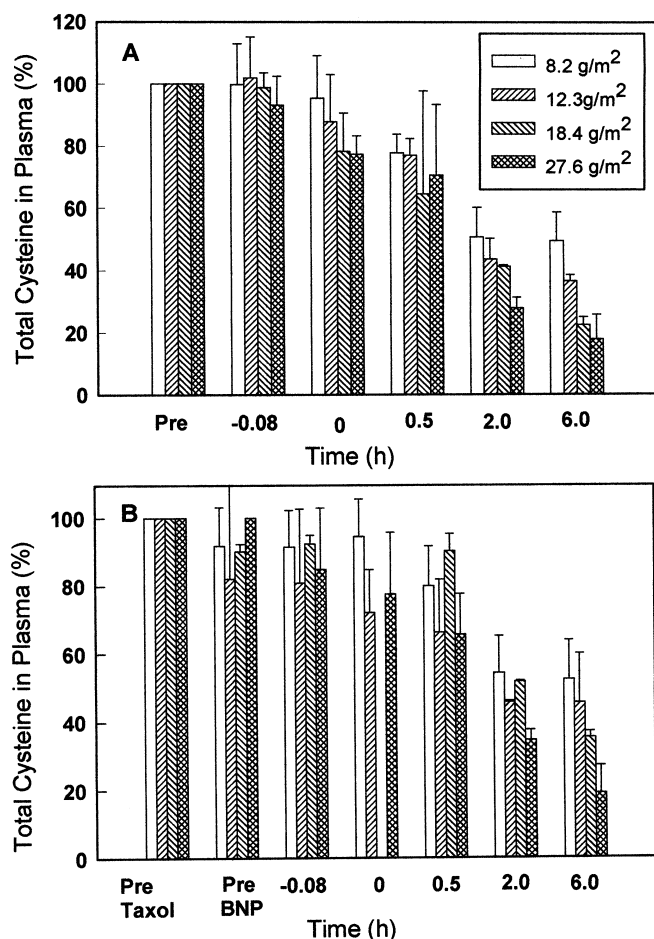 A
Total Cysteine in Plasma (%)
120
100
80
60
40
20
0
8.2 g/m²
12.3g/m²
18.4 g/m²
27.6 g/m²
Pre -0.08 0 0.5 2.0 6.0
Time (h)
B
Total Cysteine in Plasma (%)
100
80
60
40
20
0
Pre Pre -0.08 0 0.5 2.0 6.0
Taxol BNP
Time (h)